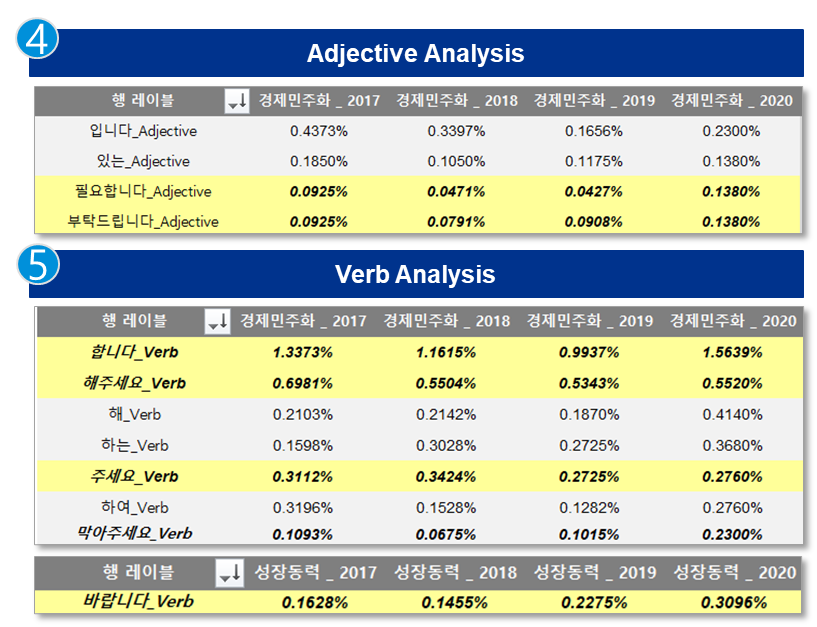 4
Adjective Analysis
행 레이블 경제민주화 _ 2017 경제민주화 _ 2018 경제민주화 _ 2019 경제민주화 _ 2020
입니다_Adjective 0.4373% 0.3397% 0.1656% 0.2300%
있는_Adjective 0.1850% 0.1050% 0.1175% 0.1380%
필요합니다_Adjective 0.0925% 0.0471% 0.0427% 0.1380%
부탁드립니다_Adjective 0.0925% 0.0791% 0.0908% 0.1380%
5
Verb Analysis
행 레이블 경제민주화 _ 2017 경제민주화 _ 2018 경제민주화 _ 2019 경제민주화 _ 2020
합니다_Verb 1.3373% 1.1615% 0.9937% 1.5639%
해주세요_Verb 0.6981% 0.5504% 0.5343% 0.5520%
해_Verb 0.2103% 0.2142% 0.1870% 0.4140%
하는_Verb 0.1598% 0.3028% 0.2725% 0.3680%
주세요_Verb 0.3112% 0.3424% 0.2725% 0.2760%
하여_Verb 0.3196% 0.1528% 0.1282% 0.2760%
막아주세요_Verb 0.1093% 0.0675% 0.1015% 0.2300%
행 레이블 성장동력 _ 2017 성장동력 _ 2018 성장동력 _ 2019 성장동력 _ 2020
바랍니다_Verb 0.1628% 0.1455% 0.2275% 0.3096%